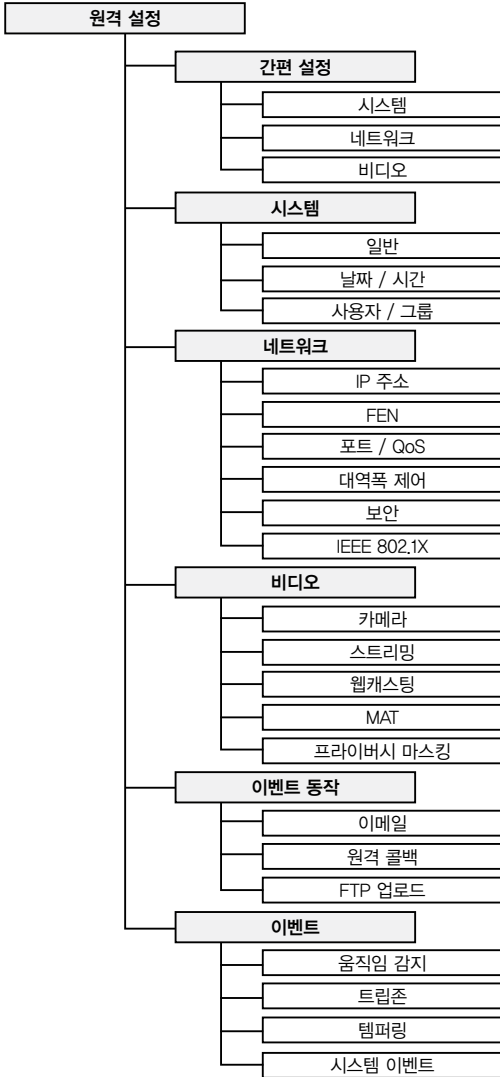 원격 설정
간편 설정
시스템
네트워크
비디오
시스템
일반
날짜 / 시간
사용자 / 그룹
네트워크
IP 주소
FEN
포트 / QoS
대역폭 제어
보안
IEEE 802.1X
비디오
카메라
스트리밍
웹캐스팅
MAT
프라이버시 마스킹
이벤트 동작
이메일
원격 콜백
FTP 업로드
이벤트
움직임 감지
트립존
템퍼링
시스템 이벤트